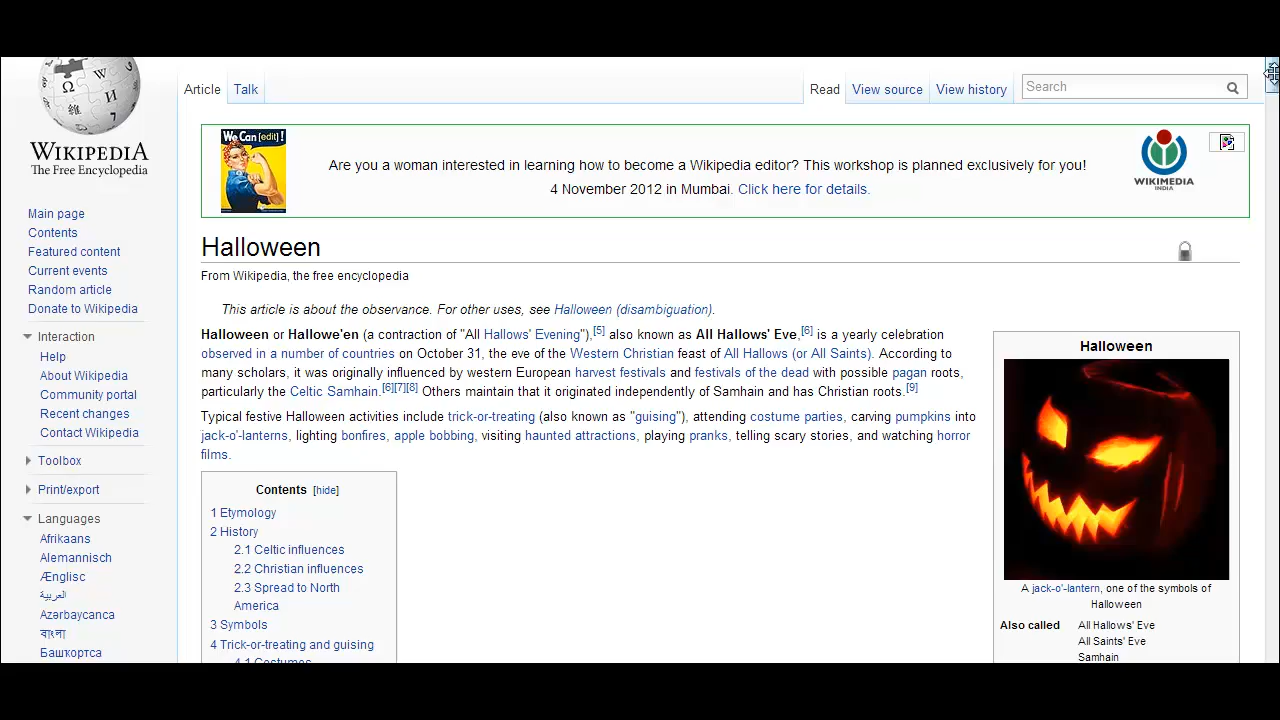 WIKIPEDIA
The Free Encyclopedia
Main page
Contents
Featured content
Current events
Random article
Donate to Wikipedia
Interaction
Help
About Wikipedia
Community portal
Recent changes
Contact Wikipedia
Toolbox
Print/export
Languages
Afrikaans
Alemannisch
Ænglisc
العربية
Azərbaycanca
বাংলা
Башҡортса
Article Talk
Read View source View history Search
We Can [edit]!
Are you a woman interested in learning how to become a Wikipedia editor? This workshop is planned exclusively for you!
4 November 2012 in Mumbai. Click here for details.
WIKIMEDIA
INDIA
Halloween
From Wikipedia, the free encyclopedia
This article is about the observance. For other uses, see Halloween (disambiguation).
Halloween or Hallowe'en (a contraction of "All Hallows' Evening"),[5] also known as All Hallows' Eve,[6] is a yearly celebration
observed in a number of countries on October 31, the eve of the Western Christian feast of All Hallows (or All Saints). According to
many scholars, it was originally influenced by western European harvest festivals and festivals of the dead with possible pagan roots,
particularly the Celtic Samhain.[6][7][8] Others maintain that it originated independently of Samhain and has Christian roots.[9]
Typical festive Halloween activities include trick-or-treating (also known as "guising"), attending costume parties, carving pumpkins into
jack-o'-lanterns, lighting bonfires, apple bobbing, visiting haunted attractions, playing pranks, telling scary stories, and watching horror
films.
Contents [hide]
1 Etymology
2 History
2.1 Celtic influences
2.2 Christian influences
2.3 Spread to North
America
3 Symbols
4 Trick-or-treating and guising
4.1 Costumes
Halloween
A jack-o'-lantern, one of the symbols of
Halloween
Also called All Hallows' Eve
All Saints' Eve
Samhain